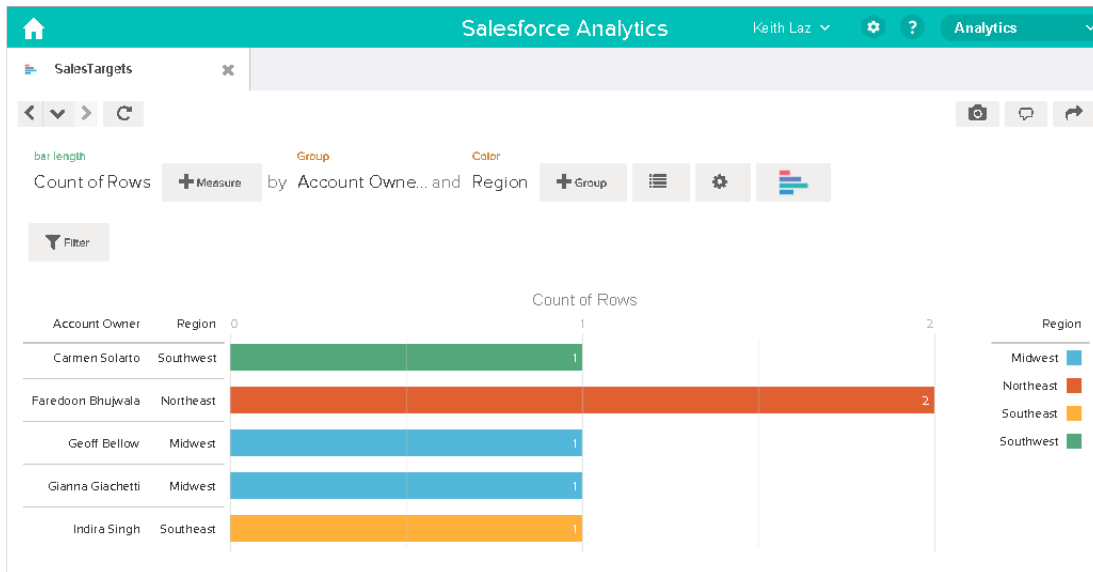 Salesforce Analytics Keith Laz ? Analytics
SalesTargets
bar length Group Color
Count of Rows Measure by Account Owne... and Region Group
Filter
Count of Rows
Account Owner Region 0 1 2 Region
Carmen Solarto Southwest 1 Midwest
Faredoon Bhujwala Northeast 2 Northeast
Southeast
Geoff Bellow Midwest 1 Southwest
Gianna Giachetti Midwest 1
Indira Singh Southeast 1